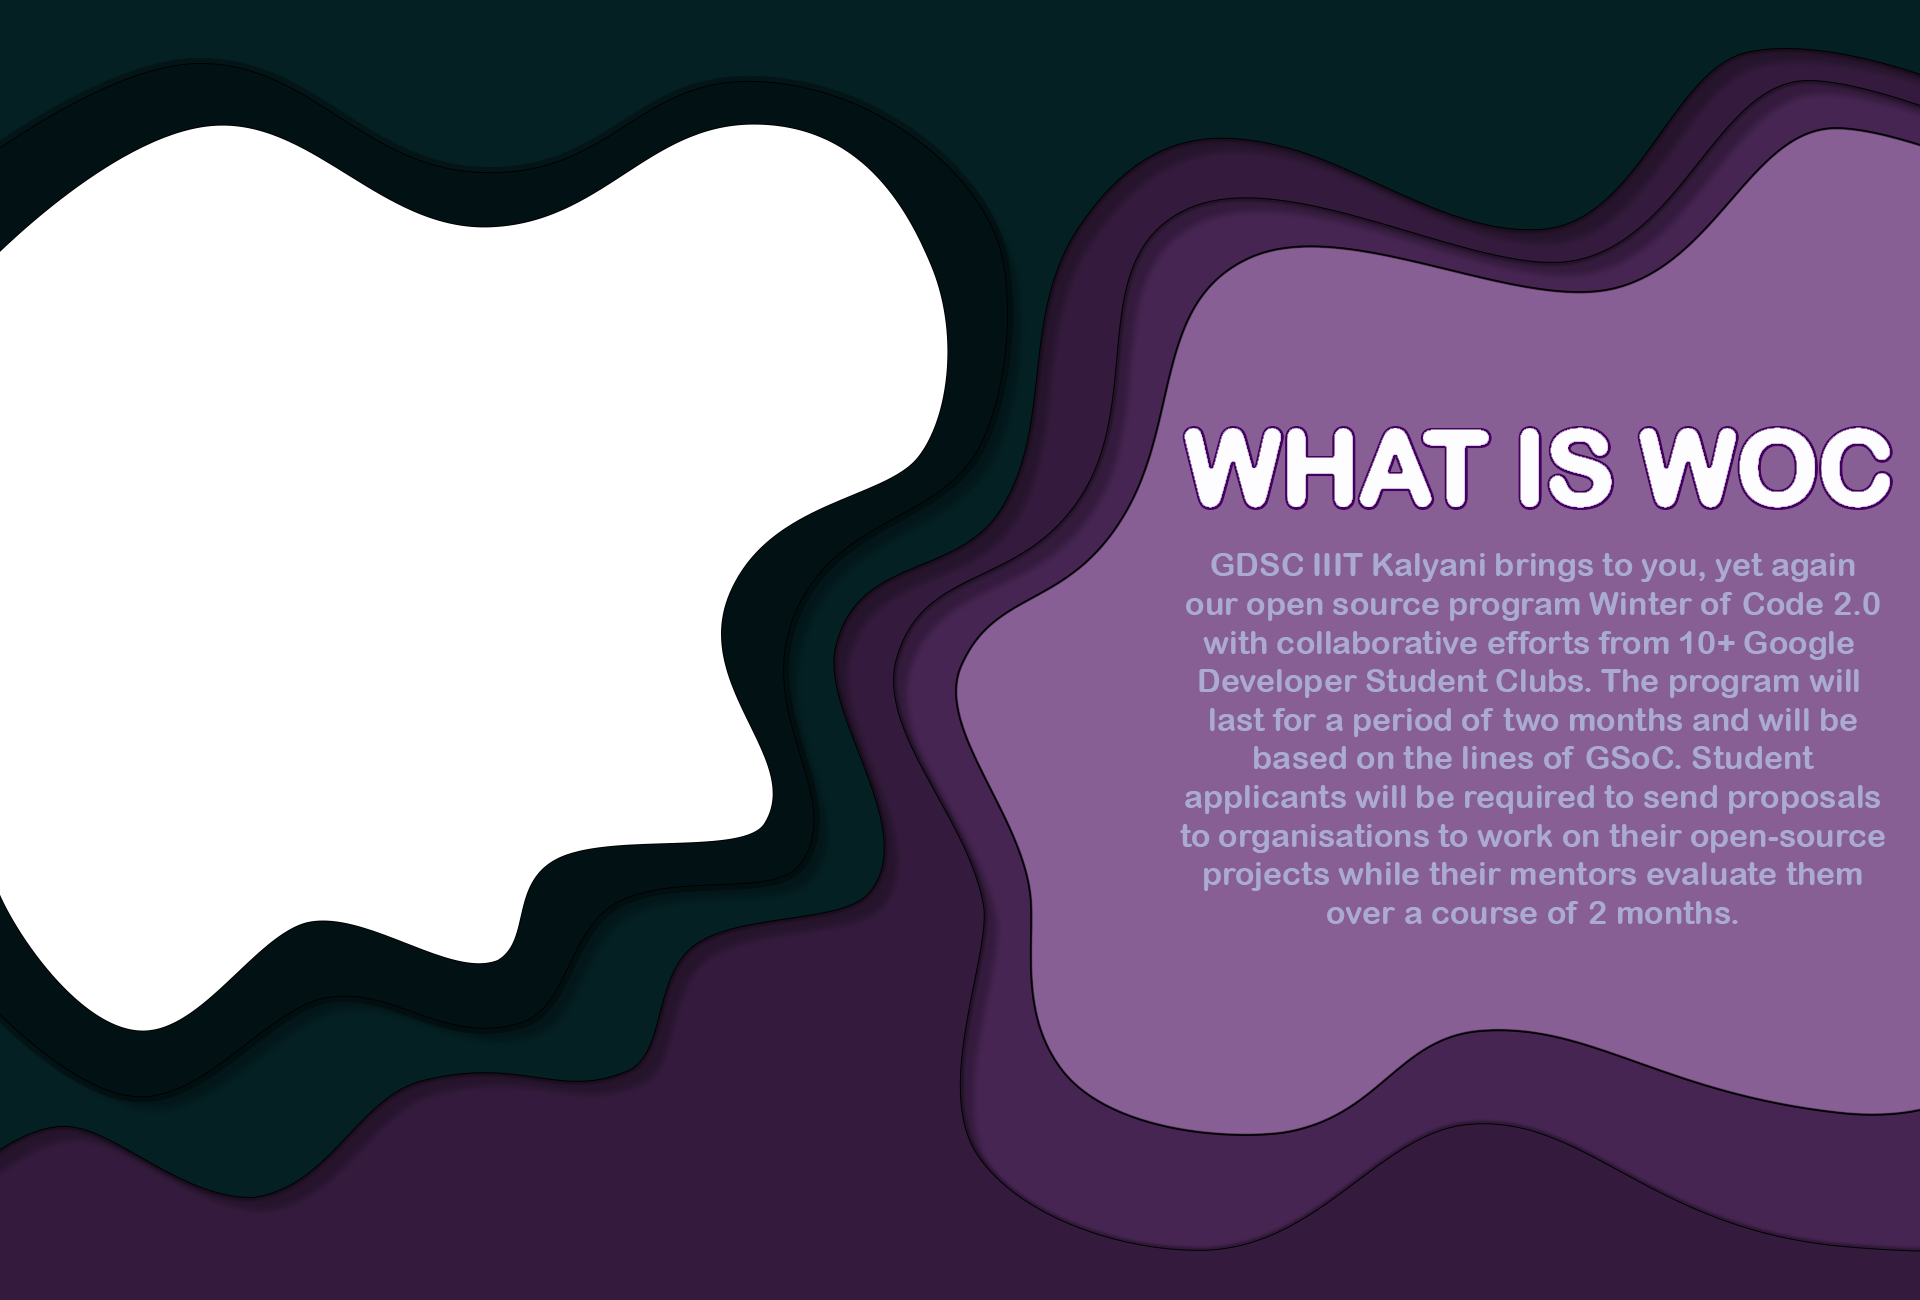 WHAT IS WOC
GDSC IIIT Kalyani brings to you, yet again
our open source program Winter of Code 2.0
with collaborative efforts from 10+ Google
Developer Student Clubs. The program will
last for a period of two months and will be
based on the lines of GSoC. Student
applicants will be required to send proposals
to organisations to work on their open-source
projects while their mentors evaluate them
over a course of 2 months.